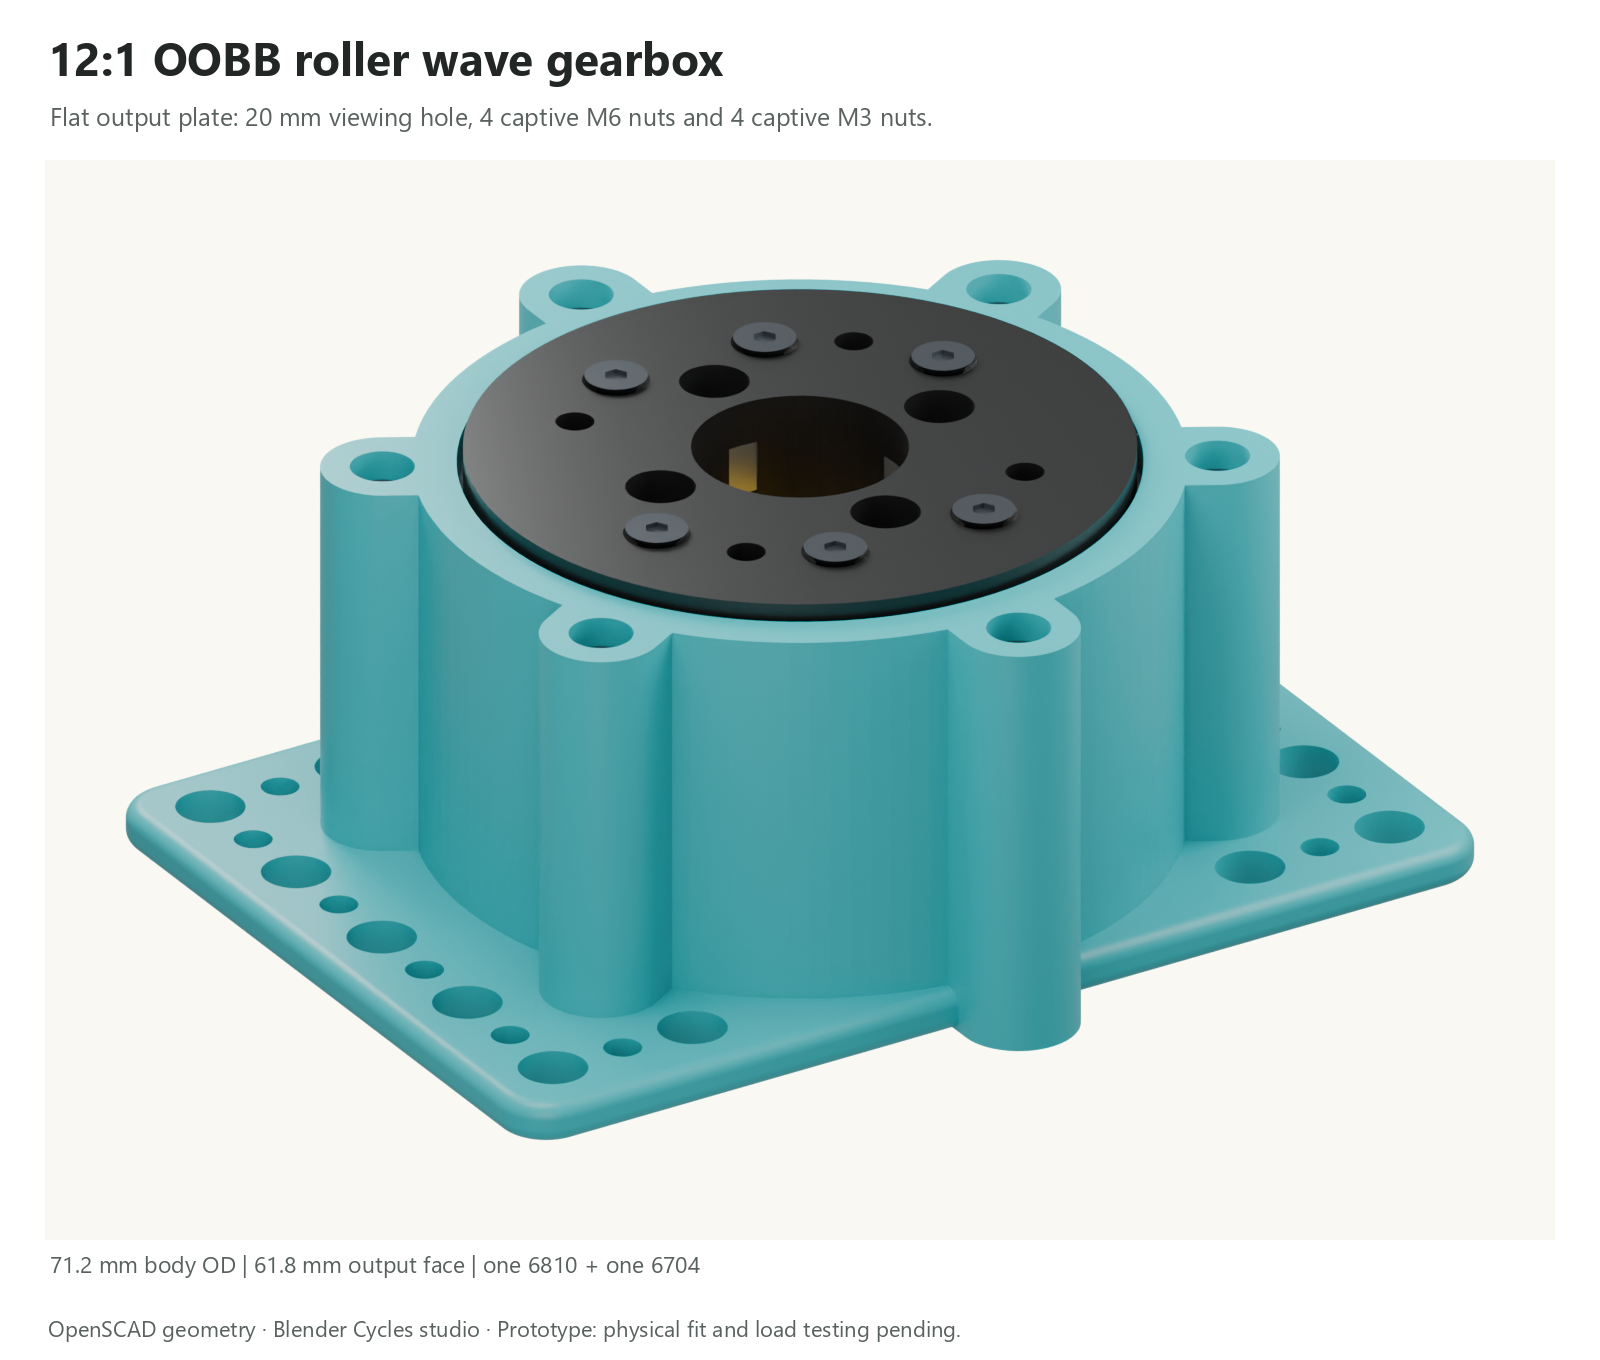 12:1 OOBB roller wave gearbox
Flat output plate: 20 mm viewing hole, 4 captive M6 nuts and 4 captive M3 nuts.
71.2 mm body OD | 61.8 mm output face | one 6810 + one 6704
OpenSCAD geometry · Blender Cycles studio · Prototype: physical fit and load testing pending.